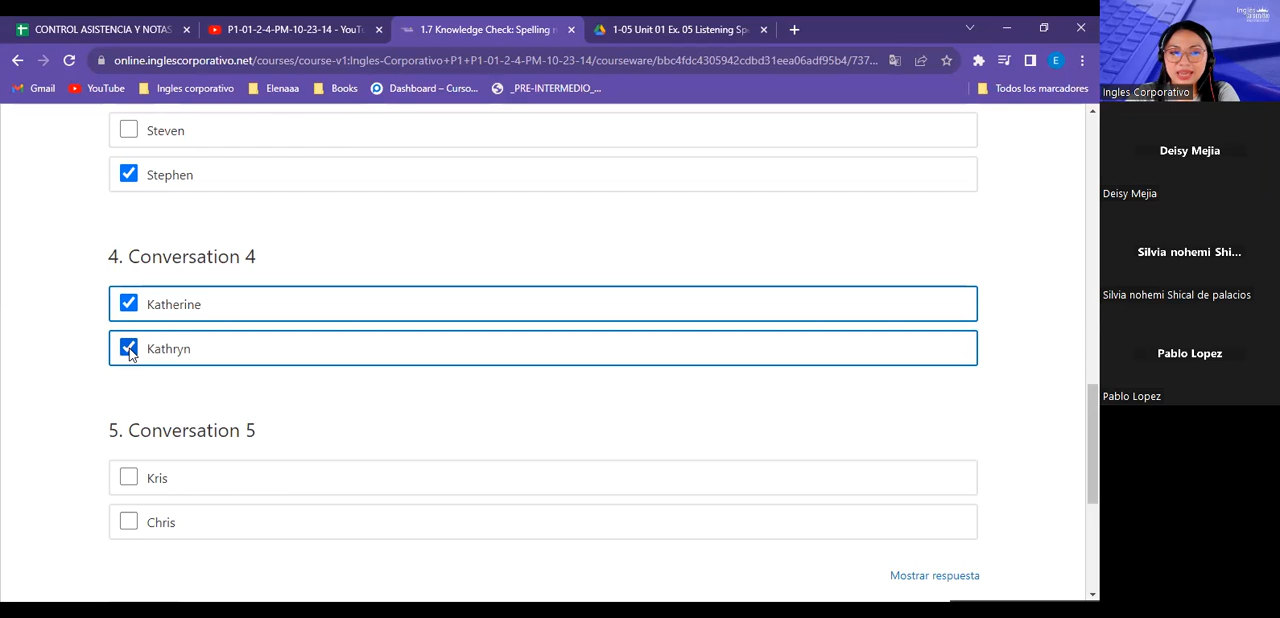 CONTROL ASISTENCIA Y NOTAS
P1-01-2-4-PM-10-23-14 - YouTu
1.7 Knowledge Check: Spelling n
1-05 Unit 01 Ex. 05 Listening Spe
online.inglescorporativo.net/courses/course-v1:Ingles-Corporativo+P1+P1-01-2-4-PM-10-23-14/courseware/bbc4fdc4305942cdbd31eea06adf95b4/737...
E
Gmail
YouTube
Ingles corporativo
Elenaaa
Books
Dashboard – Curso...
_PRE-INTERMEDIO_...
Todos los marcadores
Steven
Stephen
4. Conversation 4
Katherine
Kathryn
5. Conversation 5
Kris
Chris
Mostrar respuesta
Ingles Corporativo
Deisy Mejia
Deisy Mejia
Silvia nohemi Shi...
Silvia nohemi Shical de palacios
Pablo Lopez
Pablo Lopez